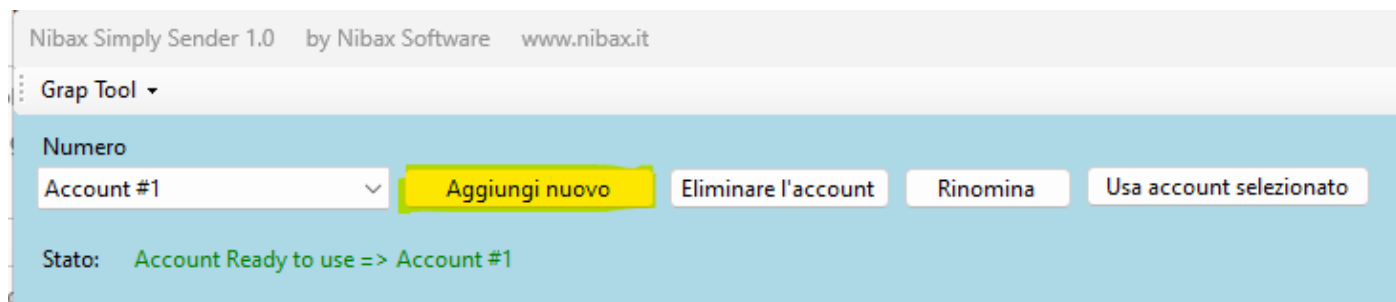 Nibax Simply Sender 1.0 by Nibax Software www.nibax.it
Grap Tool
Numero
Account #1 Aggiungi nuovo Eliminare l'account Rinomina Usa account selezionato
Stato: Account Ready to use => Account #1